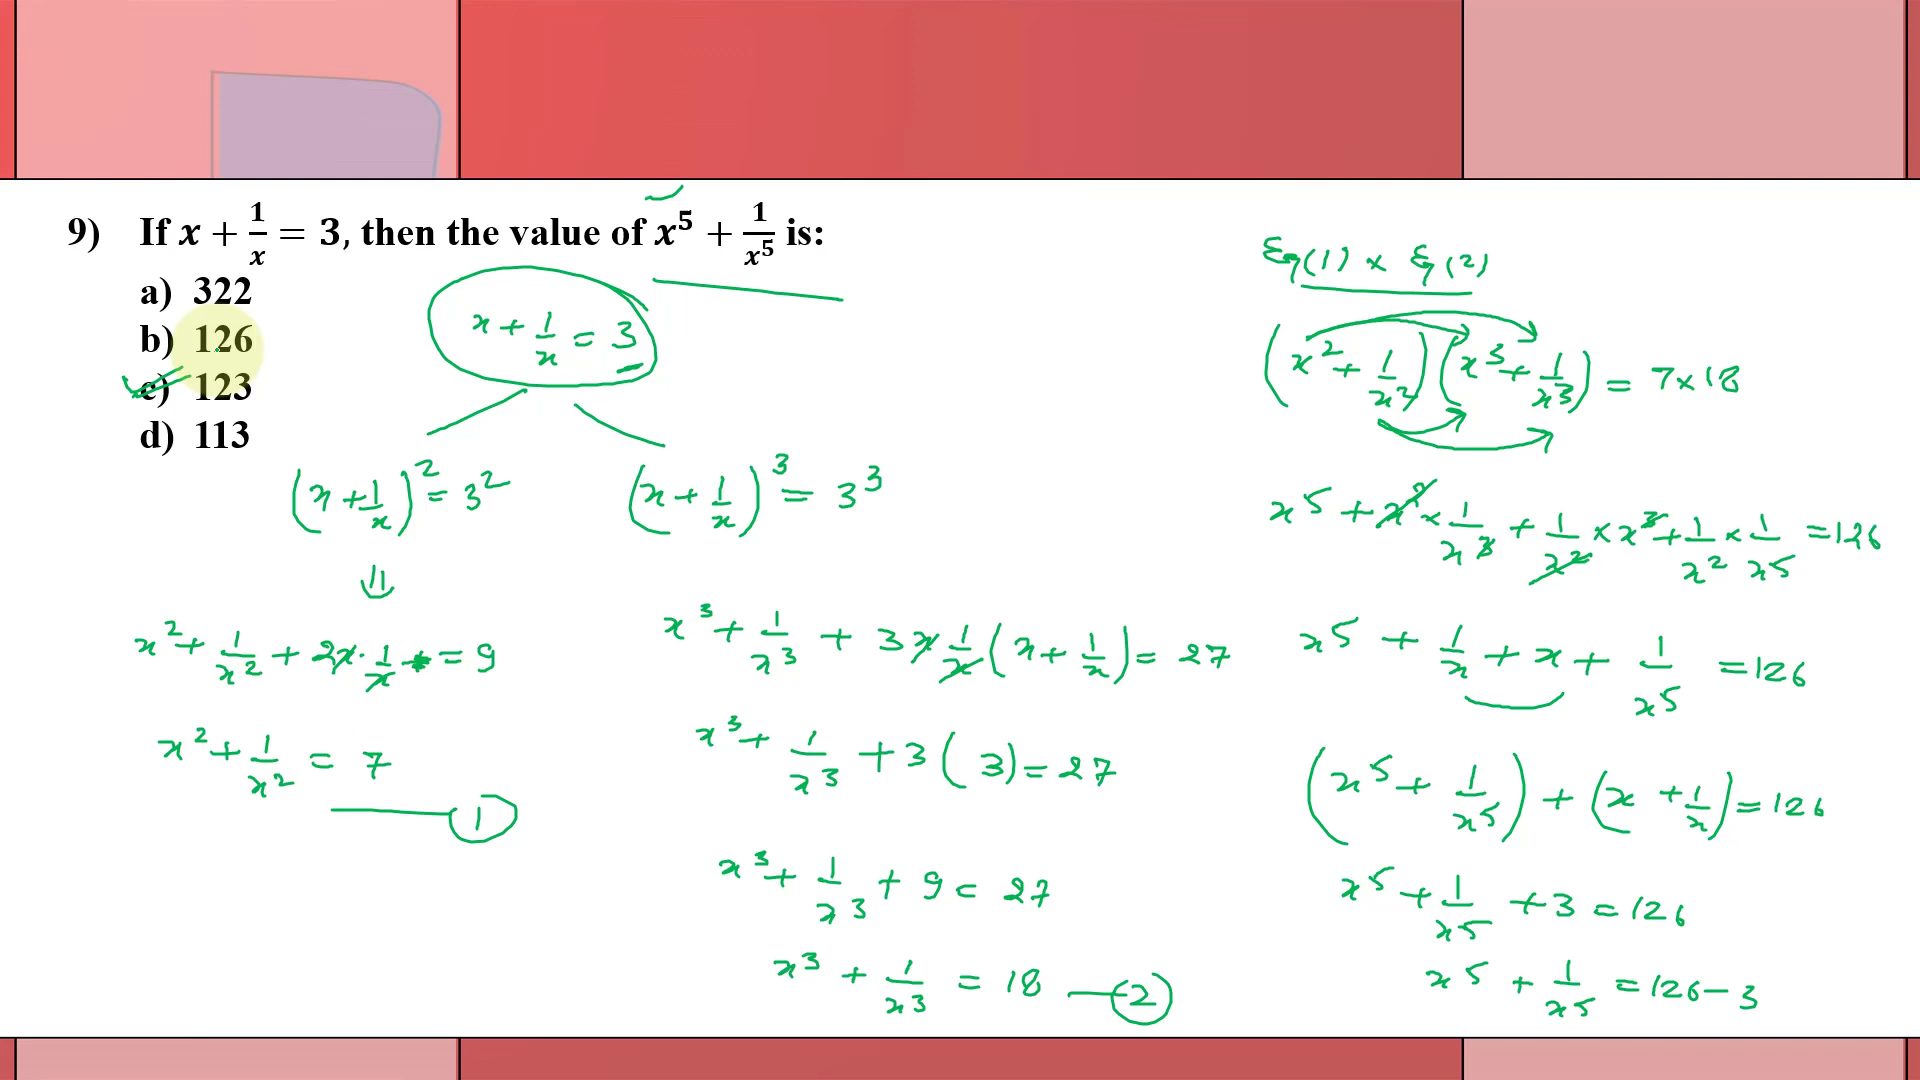 9) If x + 1/x = 3, then the value of x⁵ + 1/x⁵ is:
a) 322
b) 126
c) 123
d) 113
x + 1/x = 3
(x + 1/x)² = 3²
(x + 1/x)³ = 3³
x² + 1/x² + 2x · 1/x = 9
x² + 1/x² = 7
1
x³ + 1/x³ + 3x 1/x (x + 1/x) = 27
x³ + 1/x³ + 3(3) = 27
x³ + 1/x³ + 9 = 27
x³ + 1/x³ = 18 — 2
Eq(1) × Eq(2)
(x² + 1/x²)(x³ + 1/x³) = 7×18
x⁵ + x² × 1/x³ + 1/x² × x³ + 1/x² × 1/x⁵ = 126
x⁵ + 1/x + x + 1/x⁵ = 126
(x⁵ + 1/x⁵) + (x + 1/x) = 126
x⁵ + 1/x⁵ + 3 = 126
x⁵ + 1/x⁵ = 126 − 3